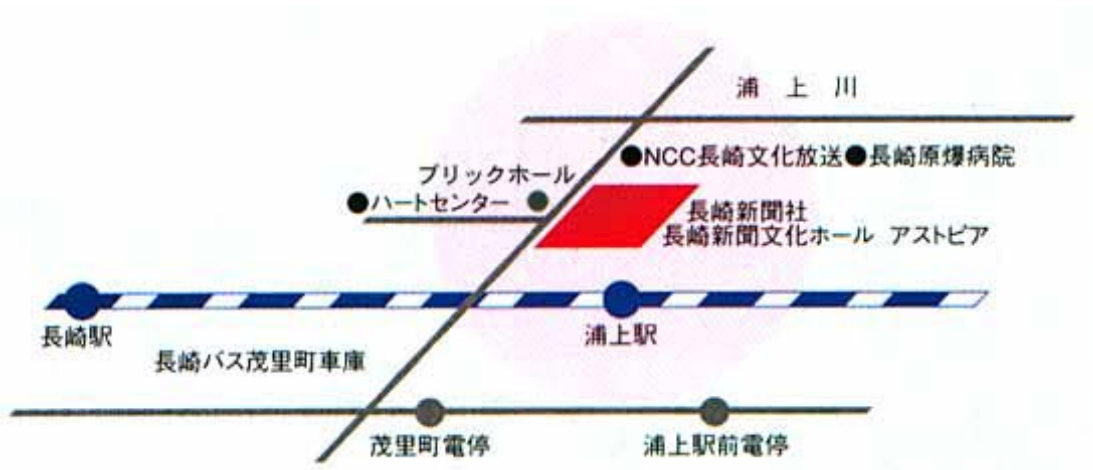 浦上川
●NCC長崎文化放送●長崎原爆病院
ブリックホール
●ハートセンター
長崎新聞社
長崎新聞文化ホール アストピア
長崎駅
浦上駅
長崎バス茂里町車庫
茂里町電停
浦上駅前電停